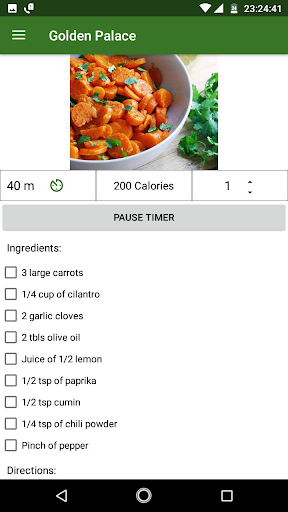 23:24:41
Golden Palace
40 m 200 Calories 1
PAUSE TIMER
Ingredients:
3 large carrots
1/4 cup of cilantro
2 garlic cloves
2 tbls olive oil
Juice of 1/2 lemon
1/2 tsp of paprika
1/2 tsp cumin
1/4 tsp of chili powder
Pinch of pepper
Directions: